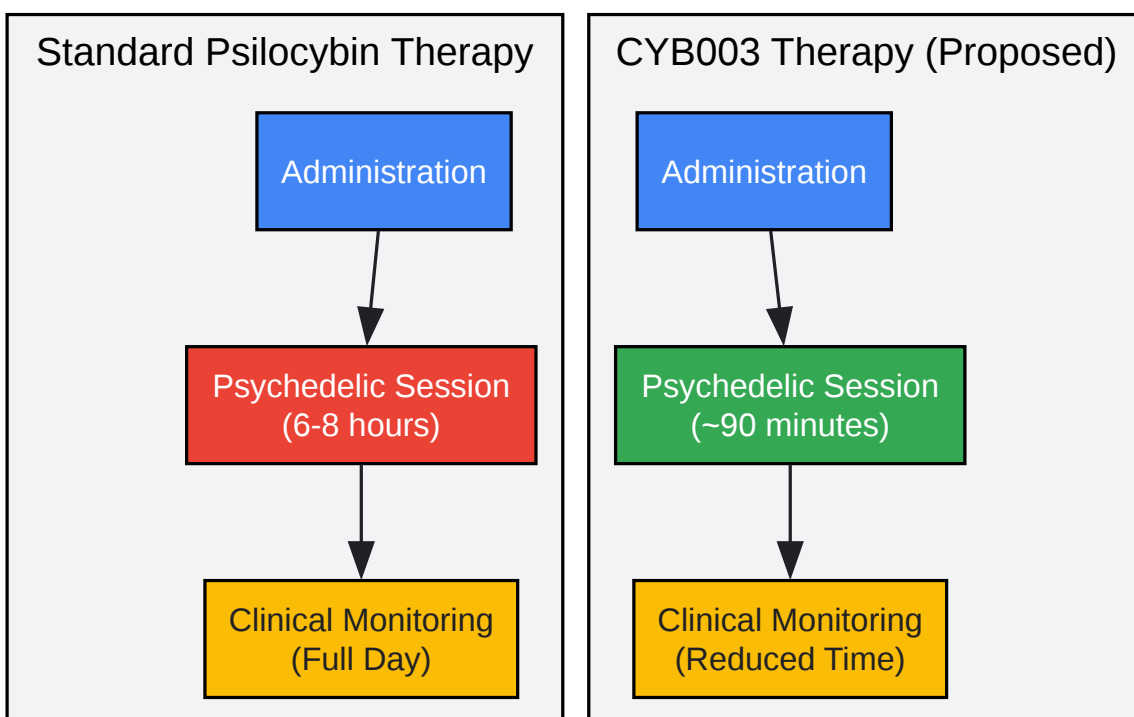 Standard Psilocybin Therapy
Administration
Psychedelic Session
(6-8 hours)
Clinical Monitoring
(Full Day)
CYB003 Therapy (Proposed)
Administration
Psychedelic Session
(~90 minutes)
Clinical Monitoring
(Reduced Time)